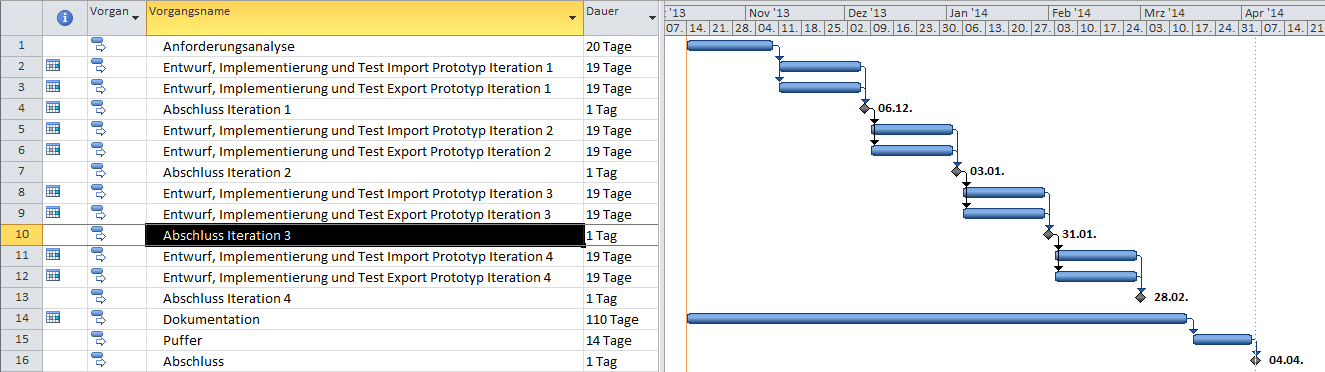 Vorgan Vorgangsname Dauer
t '13 Nov '13 Dez '13 Jan '14 Feb '14 Mrz '14 Apr '14
07. 14. 21. 28. 04. 11. 18. 25. 02. 09. 16. 23. 30. 06. 13. 20. 27. 03. 10. 17. 24. 03. 10. 17. 24. 31. 07. 14. 21
1 Anforderungsanalyse 20 Tage
2 Entwurf, Implementierung und Test Import Prototyp Iteration 1 19 Tage
3 Entwurf, Implementierung und Test Export Prototyp Iteration 1 19 Tage
4 Abschluss Iteration 1 1 Tag 06.12.
5 Entwurf, Implementierung und Test Import Prototyp Iteration 2 19 Tage
6 Entwurf, Implementierung und Test Export Prototyp Iteration 2 19 Tage
7 Abschluss Iteration 2 1 Tag 03.01.
8 Entwurf, Implementierung und Test Import Prototyp Iteration 3 19 Tage
9 Entwurf, Implementierung und Test Export Prototyp Iteration 3 19 Tage
10 Abschluss Iteration 3 1 Tag 31.01.
11 Entwurf, Implementierung und Test Import Prototyp Iteration 4 19 Tage
12 Entwurf, Implementierung und Test Export Prototyp Iteration 4 19 Tage
13 Abschluss Iteration 4 1 Tag 28.02.
14 Dokumentation 110 Tage
15 Puffer 14 Tage
16 Abschluss 1 Tag 04.04.